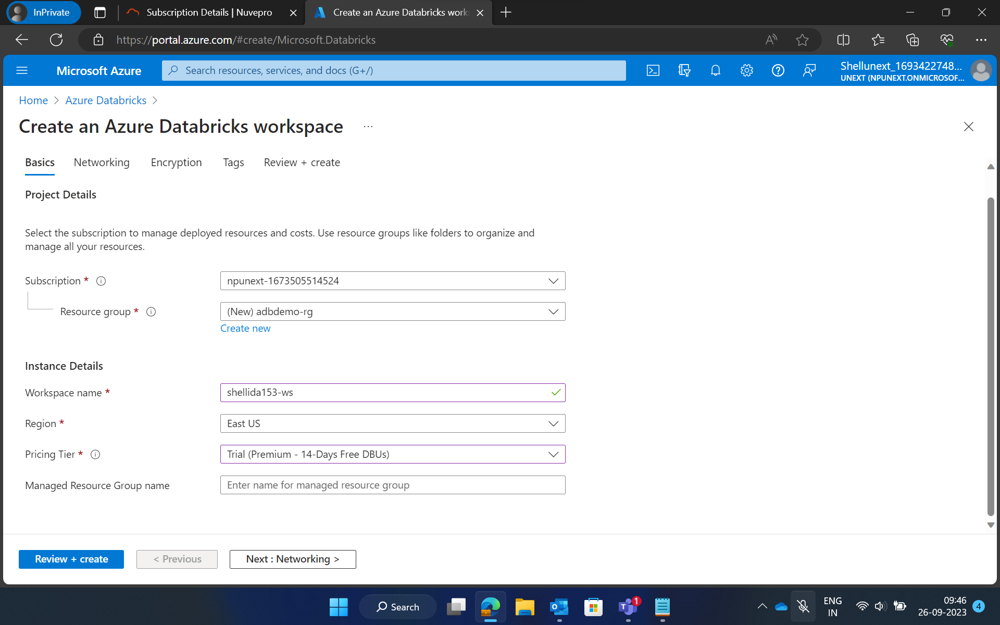 InPrivate
Subscription Details | Nuvepro
Create an Azure Databricks work
https://portal.azure.com/#create/Microsoft.Databricks
Microsoft Azure
Search resources, services, and docs (G+/)
Shellunext_1693422748...
UNEXT (NPUNEXT.ONMICROSOF...
Home > Azure Databricks >
Create an Azure Databricks workspace ...
Basics Networking Encryption Tags Review + create
Project Details
Select the subscription to manage deployed resources and costs. Use resource groups like folders to organize and
manage all your resources.
Subscription * npunext-1673505514524
Resource group * (New) adbdemo-rg
Create new
Instance Details
Workspace name * shellida153-ws
Region * East US
Pricing Tier * Trial (Premium - 14-Days Free DBUs)
Managed Resource Group name Enter name for managed resource group
Review + create < Previous Next : Networking >
Search
1
ENG
IN
09:46
26-09-2023
4